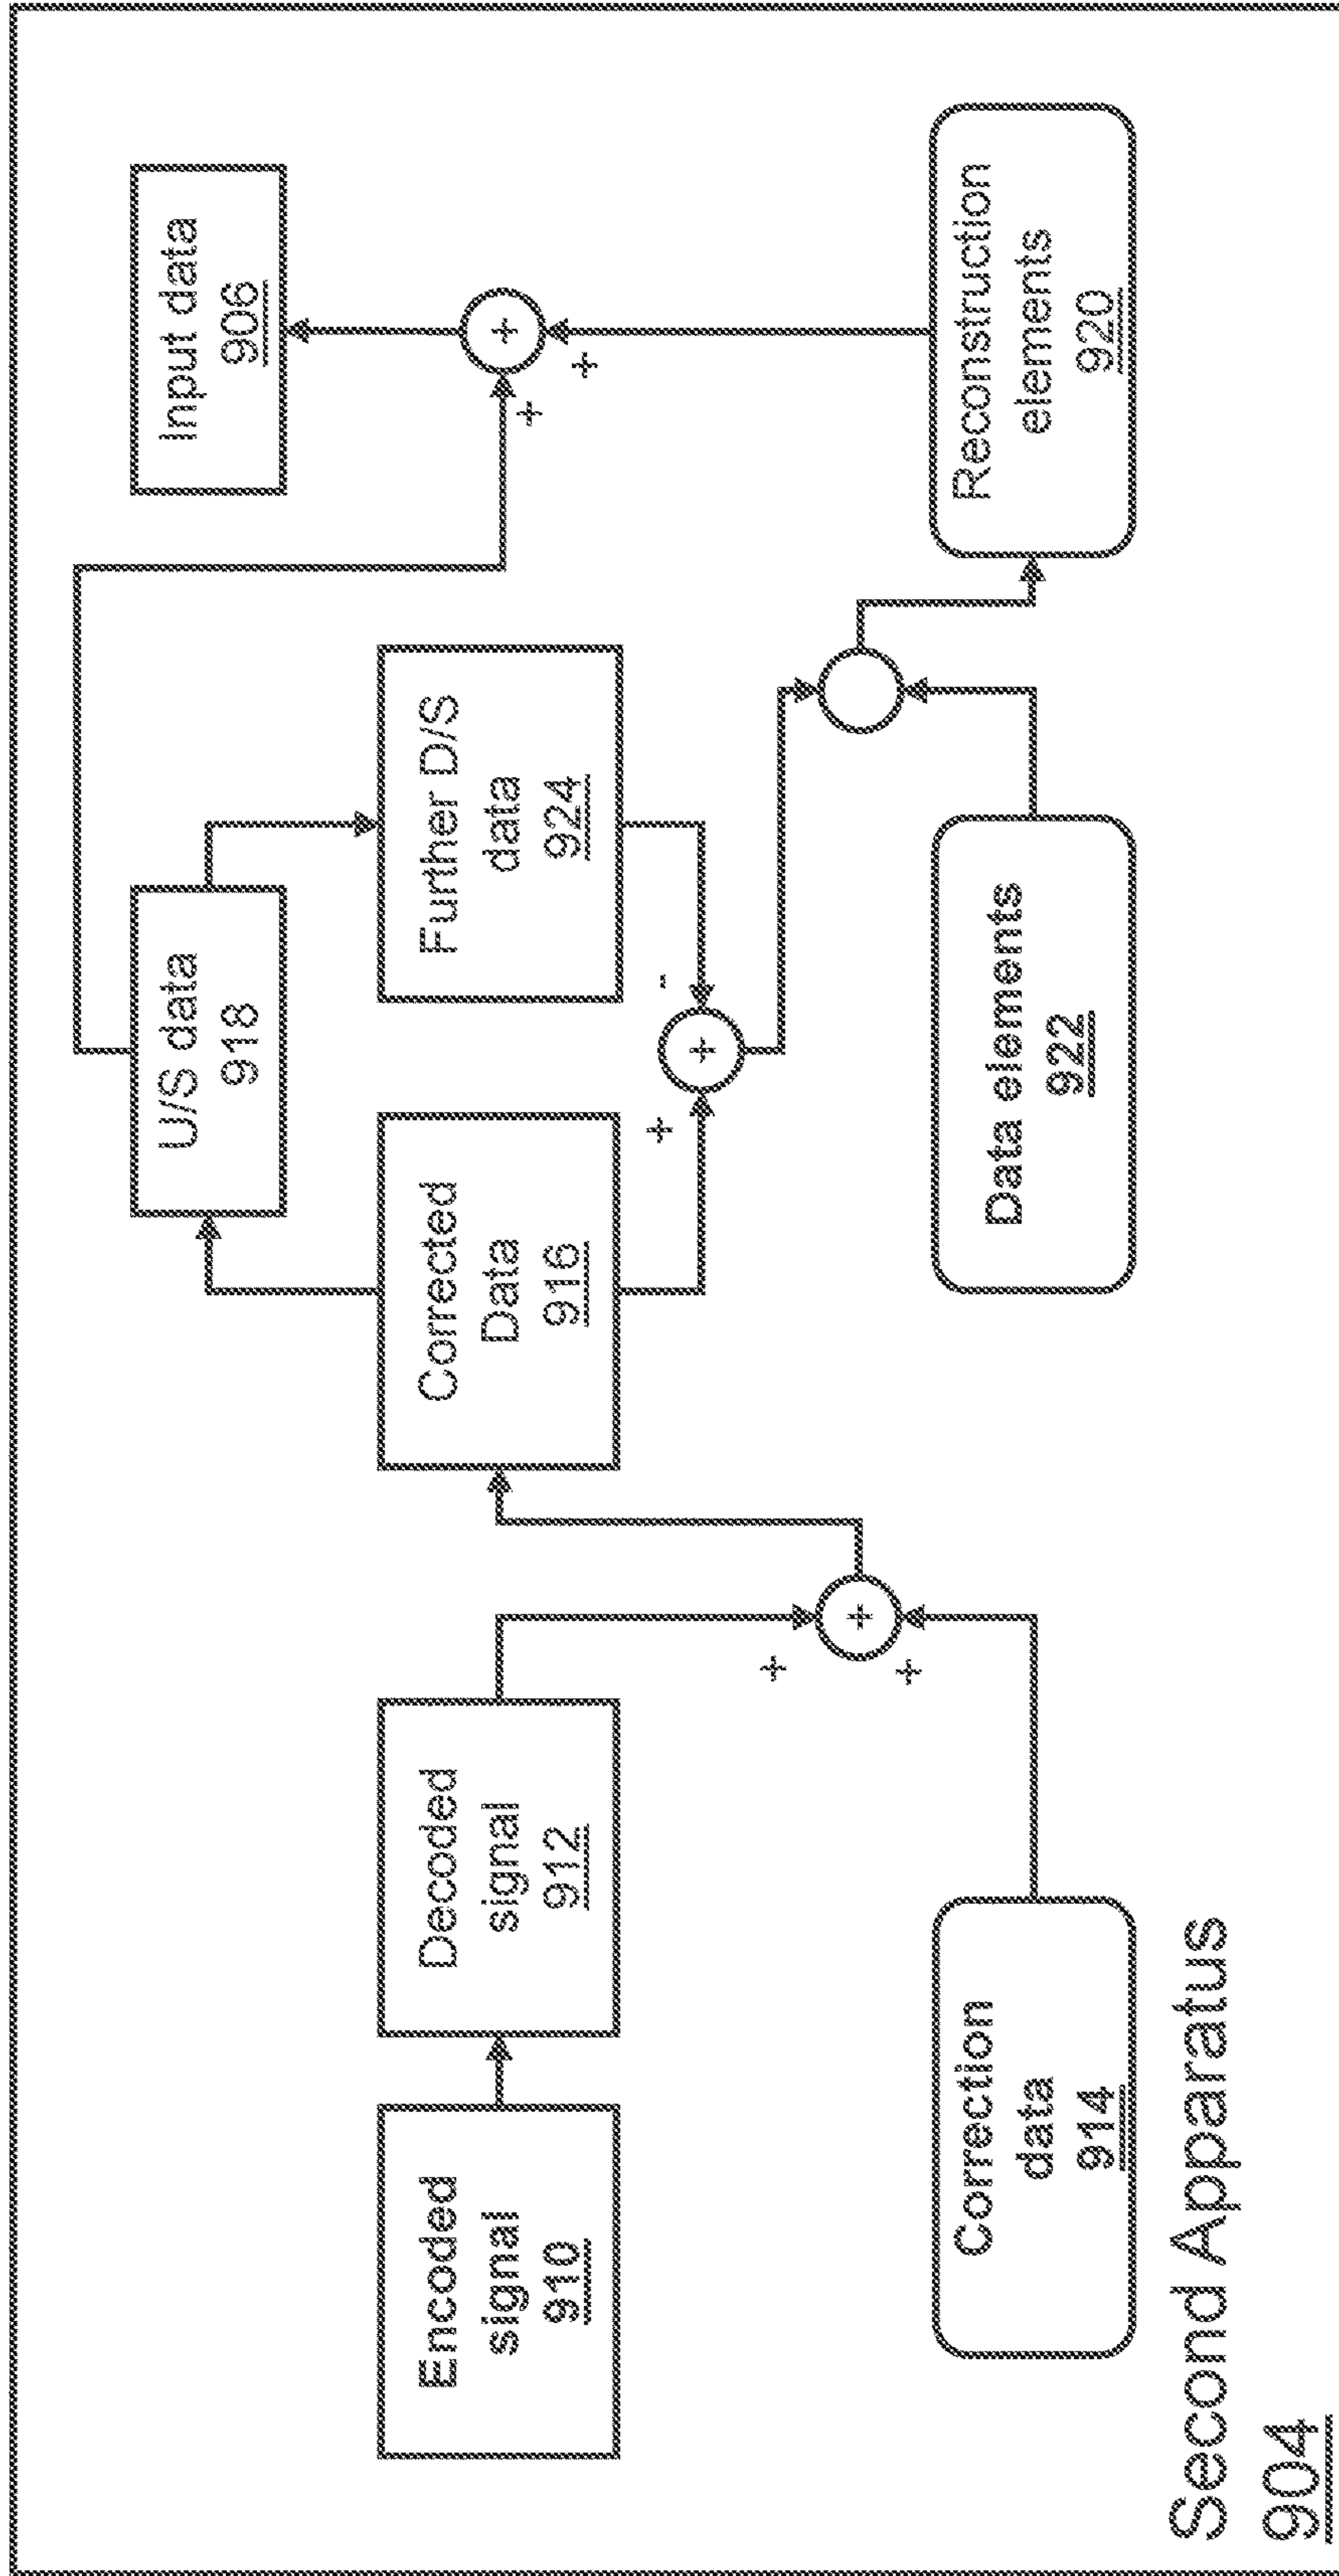 Input data
906
U/S data
918
+
+
+
Further D/S
data
924
Corrected
Data
916
-
+
+
Decoded
signal
912
Encoded
signal
910
+
+
+
Reconstruction
elements
920
Data elements
922
Correction
data
914
Second Apparatus
904